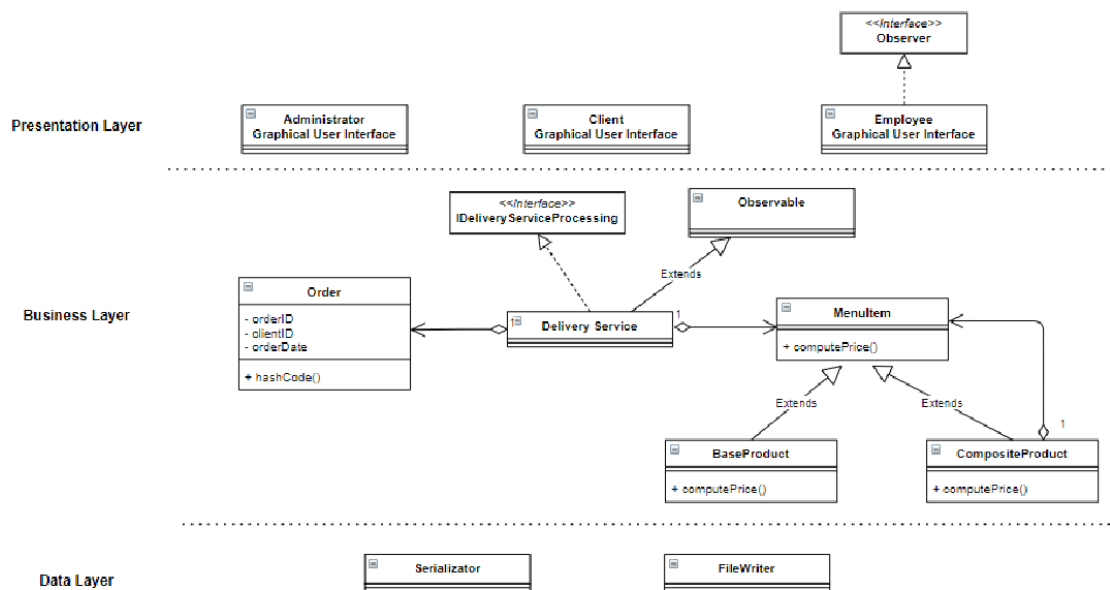 <<Interface>>
Observer
Presentation Layer
Administrator
Graphical User Interface
Client
Graphical User Interface
Employee
Graphical User Interface
<<Interface>>
IDeliveryServiceProcessing
Observable
Extends
Business Layer
Order
- orderID
- clientID
- orderDate
+ hashCode()
1
Delivery Service
1
MenuItem
+ computePrice()
Extends
Extends
1
BaseProduct
+ computePrice()
CompositeProduct
+ computePrice()
Data Layer
Serializator
FileWriter